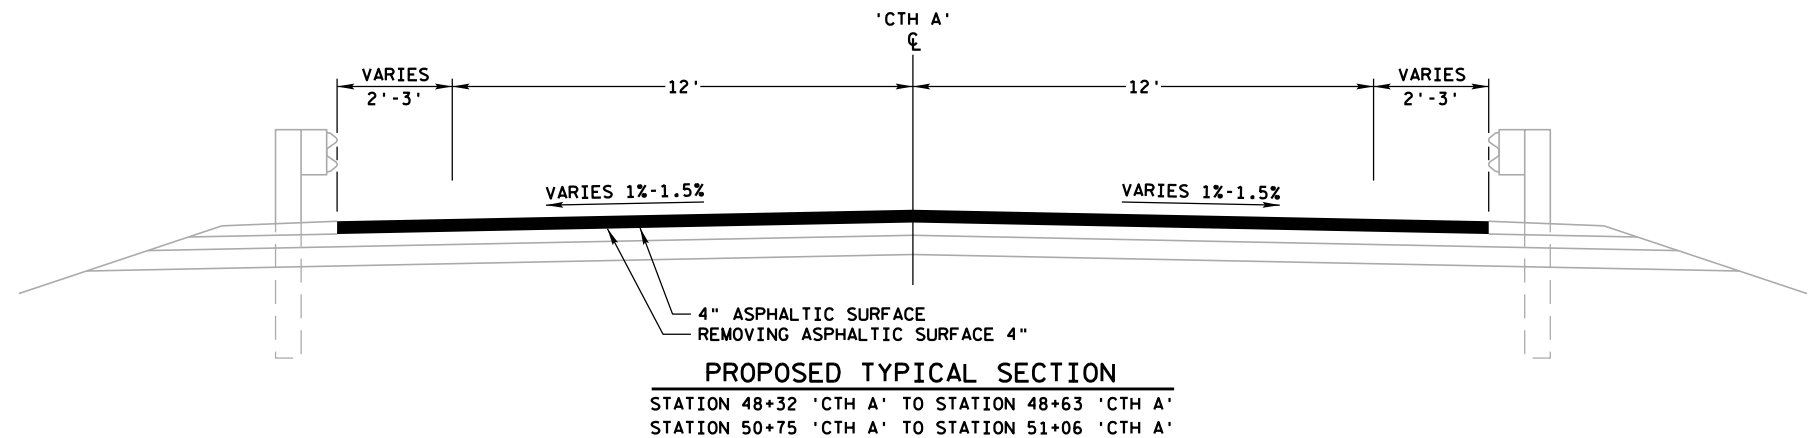 'CTH A'
℄
VARIES
2'-3'
12'
12'
VARIES
2'-3'
VARIES 1%-1.5%
VARIES 1%-1.5%
4" ASPHALTIC SURFACE
REMOVING ASPHALTIC SURFACE 4"
PROPOSED TYPICAL SECTION
STATION 48+32 'CTH A' TO STATION 48+63 'CTH A'
STATION 50+75 'CTH A' TO STATION 51+06 'CTH A'